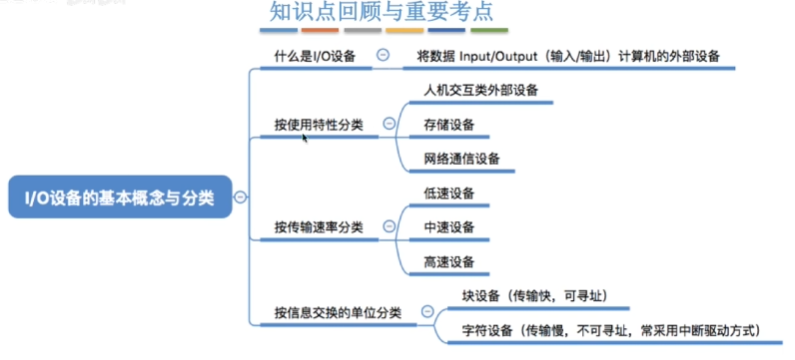 知识点回顾与重要考点
什么是I/O设备
将数据 Input/Output（输入/输出）计算机的外部设备
按使用特性分类
人机交互类外部设备
存储设备
网络通信设备
I/O设备的基本概念与分类
按传输速率分类
低速设备
中速设备
高速设备
按信息交换的单位分类
块设备（传输快，可寻址）
字符设备（传输慢，不可寻址，常采用中断驱动方式）